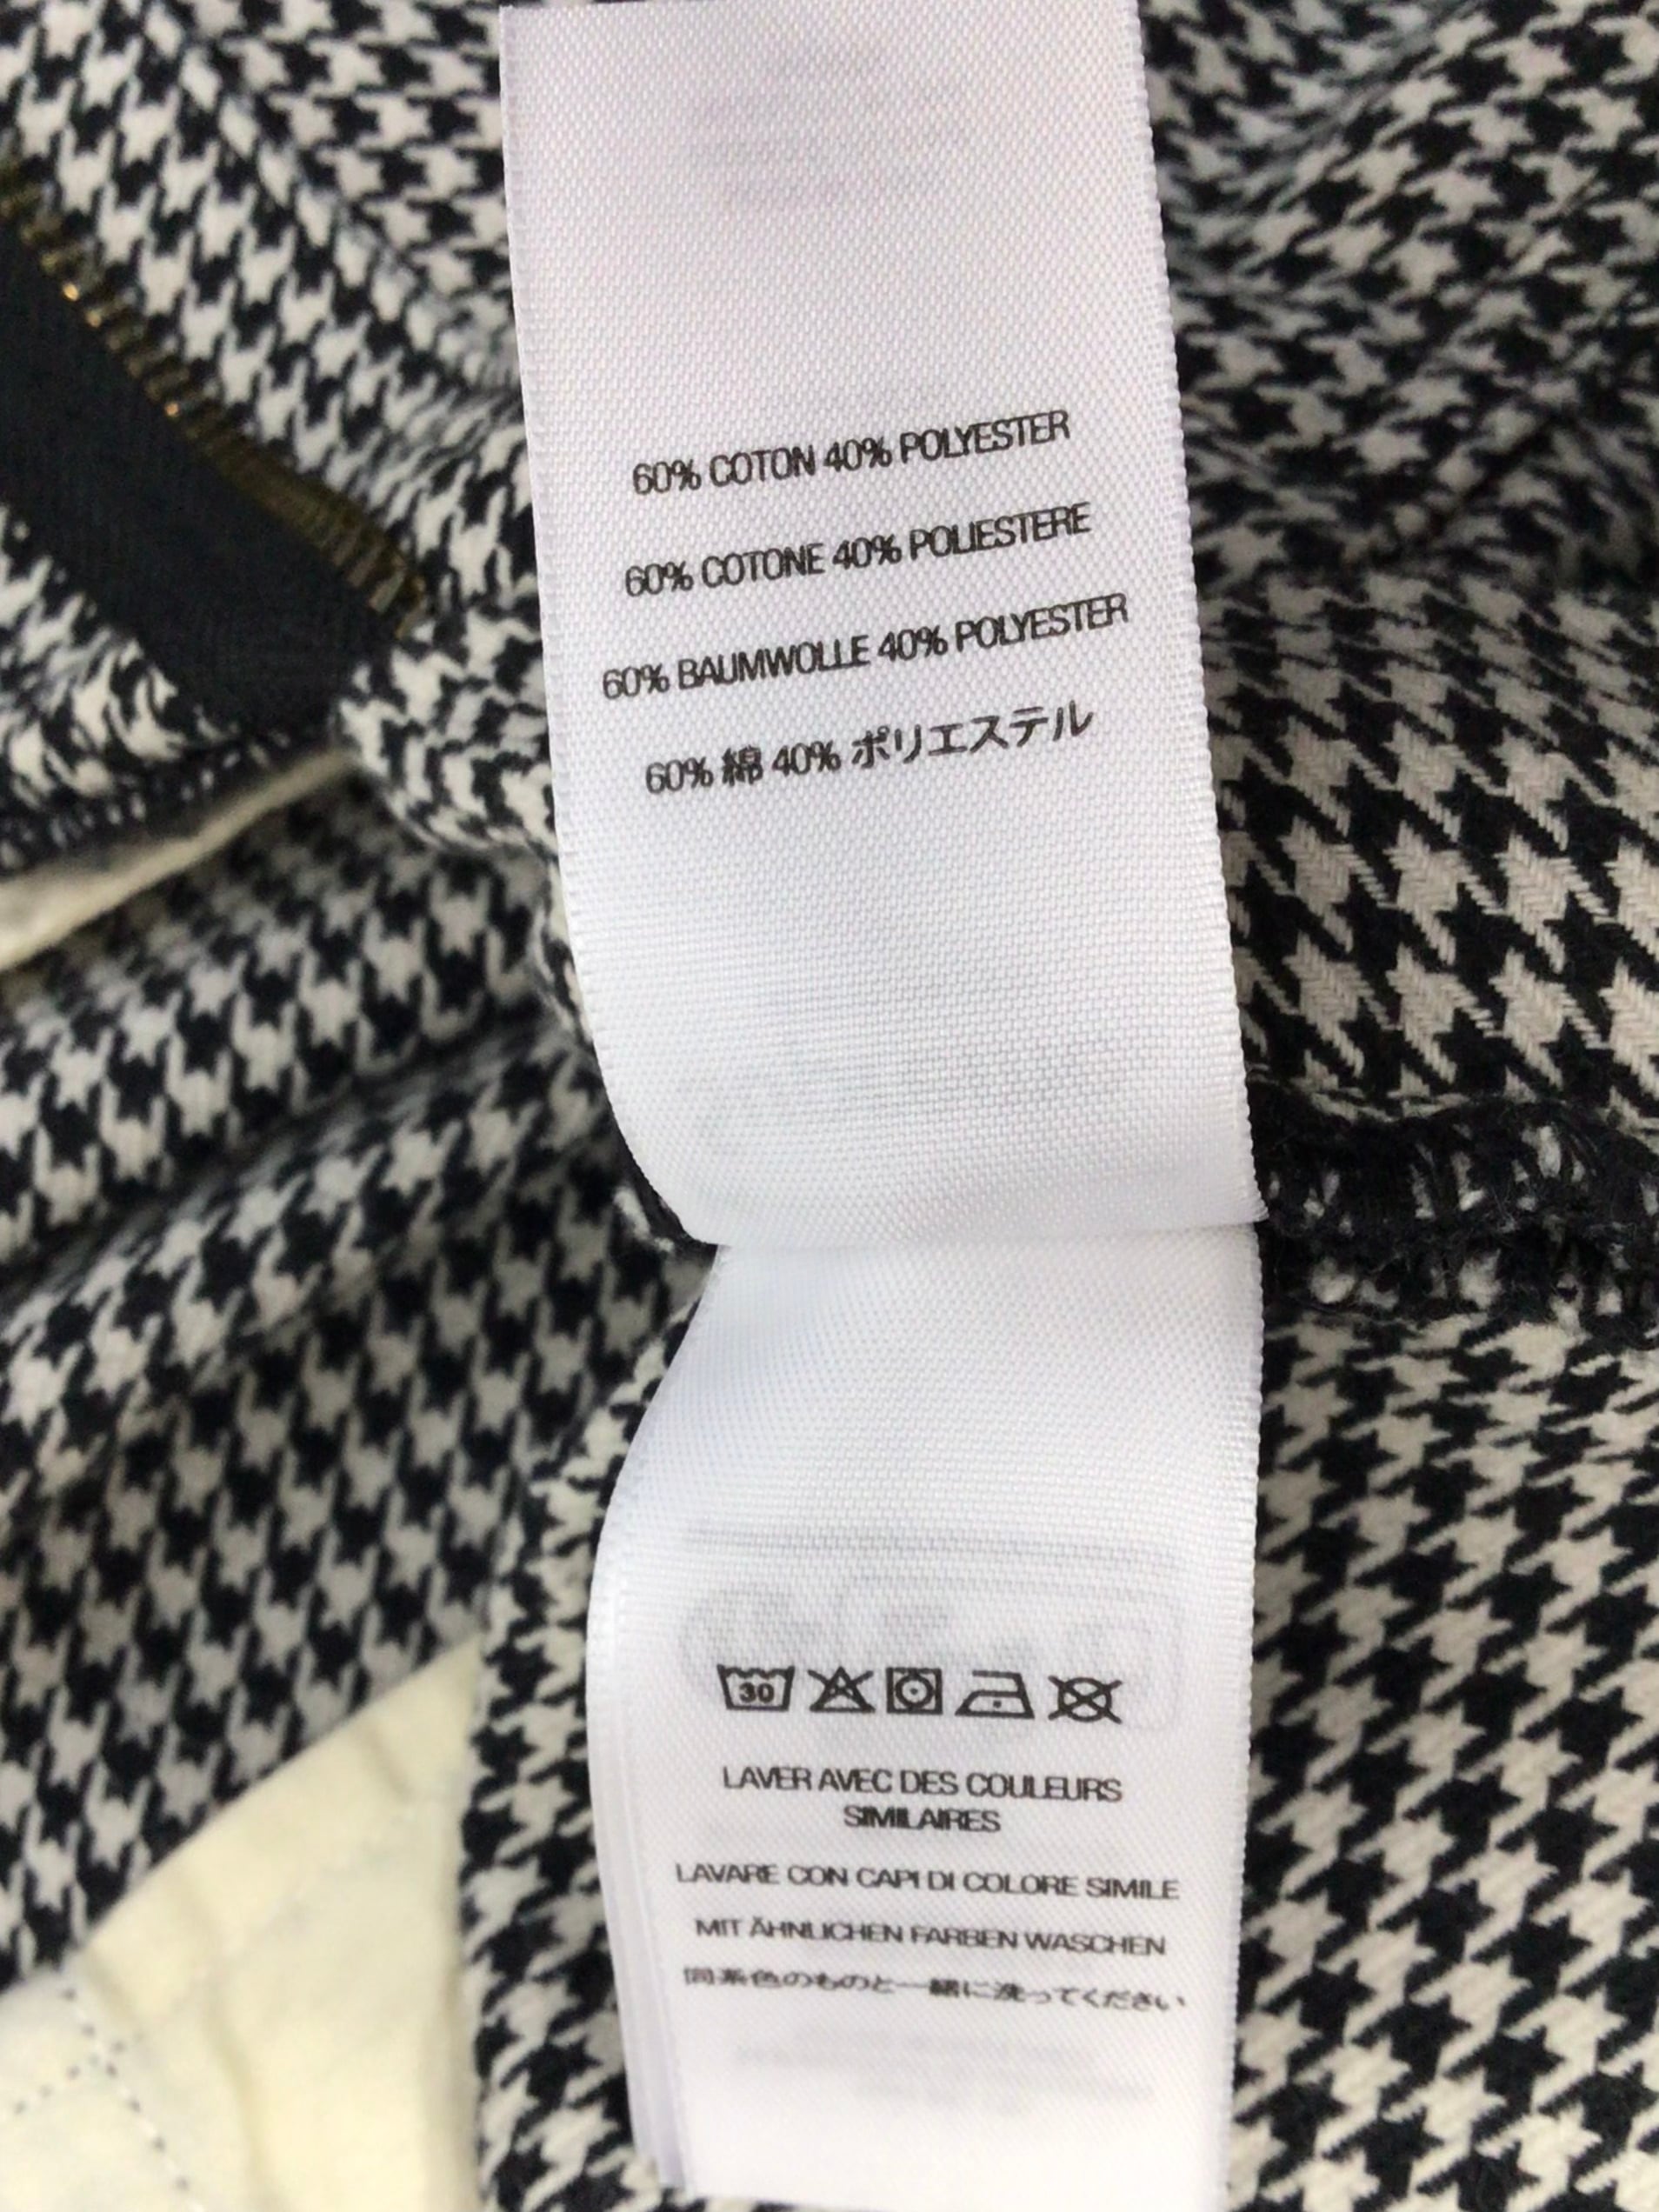 60% COTON 40% POLYESTER
60% COTONE 40% POLIESTERE
60% BAUMWOLLE 40% POLYESTER
60% 綿 40% ポリエステル
30
LAVER AVEC DES COULEURS
SIMILAIRES
LAVARE CON CAPI DI COLORE SIMILE
MIT ÄHNLICHEN FARBEN WASCHEN
同系色のものと一緒に洗ってください